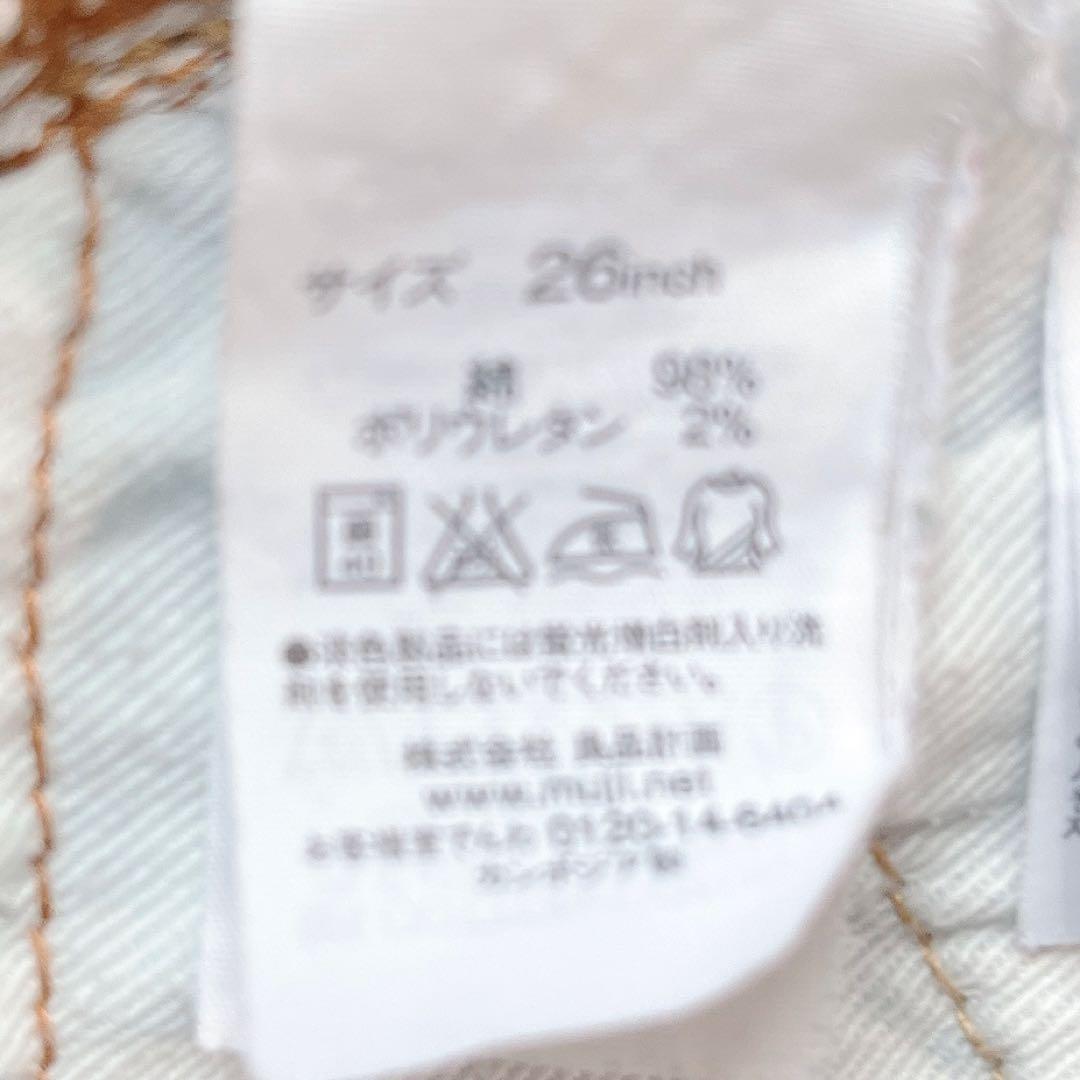 サイズ 26inch
綿 98%
ポリウレタン 2%
●淡色製品には蛍光増白剤入り洗
剤を使用しないでください。
株式会社 良品計画
www.muji.net
お客様室でんわ 0120-14-6404
カンボジア製